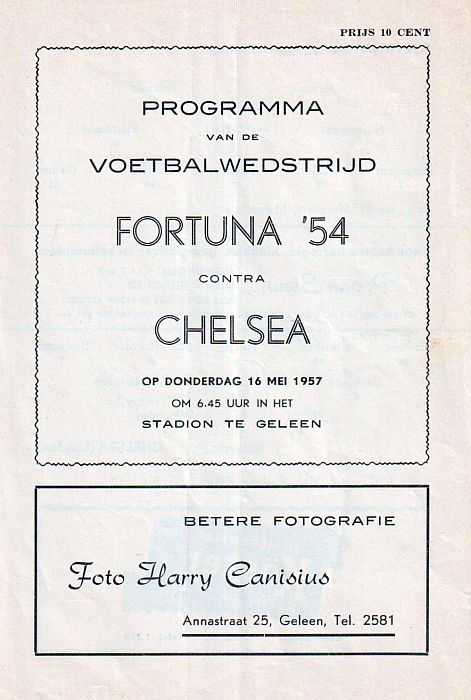 PRIJS 10 CENT
PROGRAMMA
VAN DE
VOETBALWEDSTRIJD
FORTUNA '54
CONTRA
CHELSEA
OP DONDERDAG 16 MEI 1957
OM 6.45 UUR IN HET
STADION TE GELEEN
BETERE FOTOGRAFIE
Foto Harry Canisius
Annastraat 25, Geleen, Tel. 2581